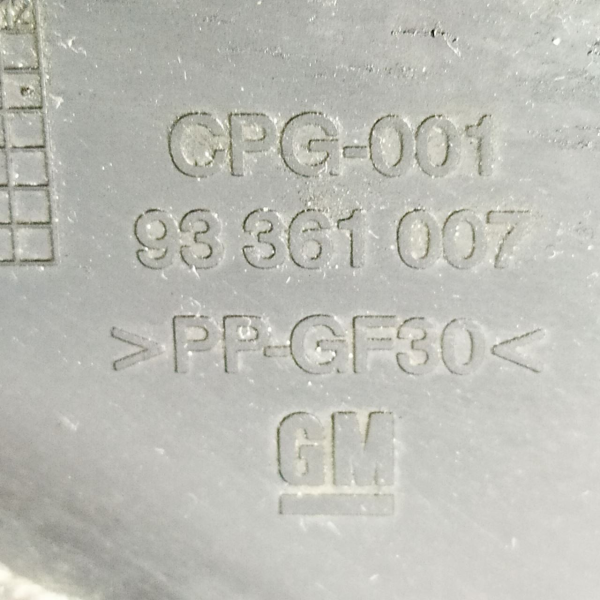 CPG-001
93 361 007
>PP-GF30<
GM